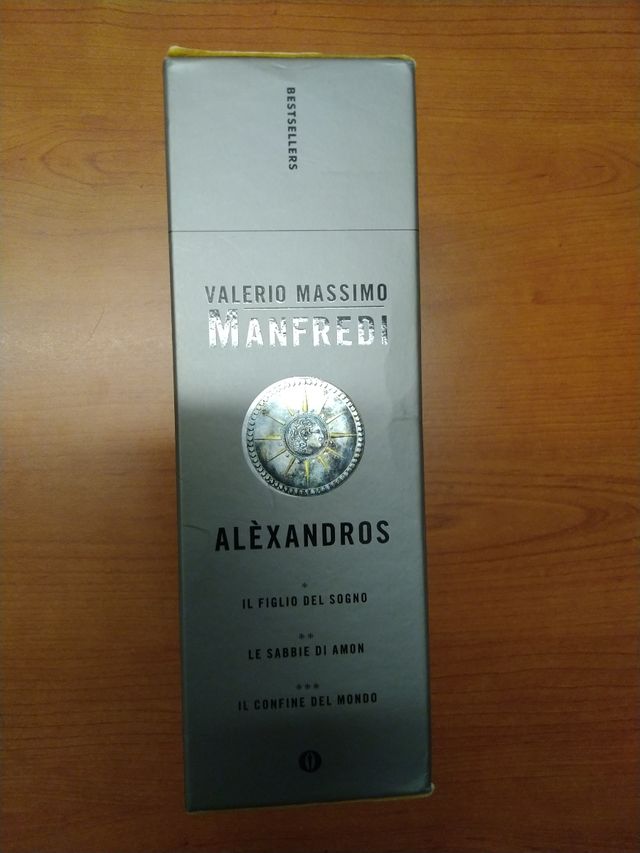 BESTSELLERS
VALERIO MASSIMO
MANFREDI
ALÈXANDROS
*
IL FIGLIO DEL SOGNO
**
LE SABBIE DI AMON
***
IL CONFINE DEL MONDO